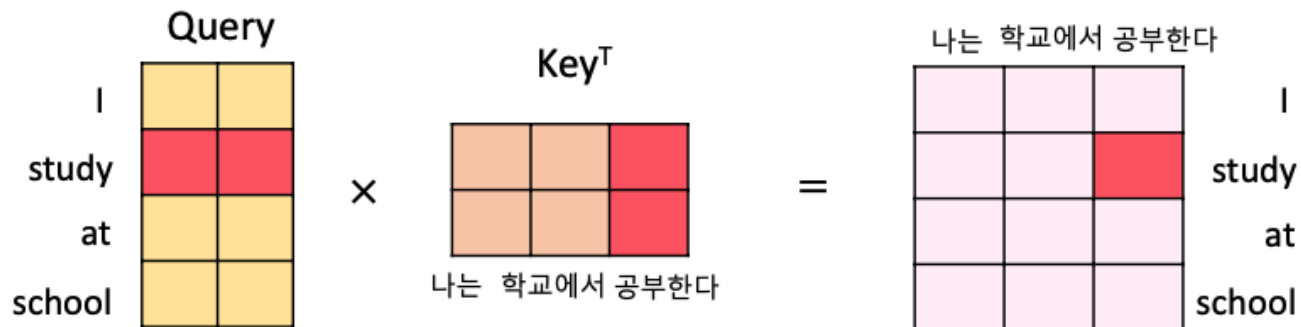 Query
I
study
at
school
×
Key^T
나는 학교에서 공부한다
=
나는 학교에서 공부한다
I
study
at
school